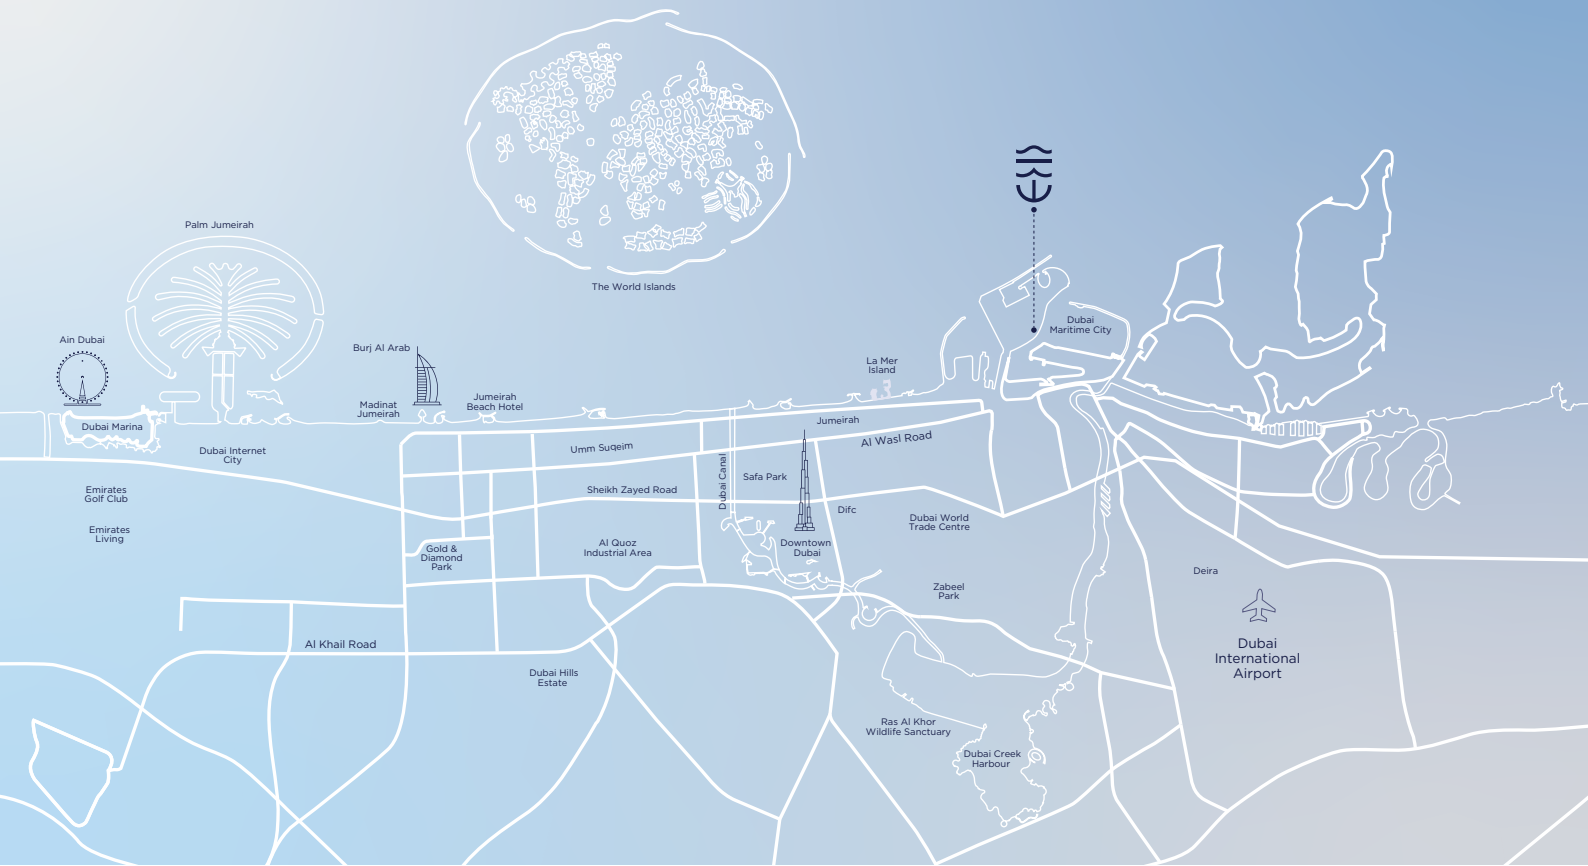 Palm Jumeirah
The World Islands
Ain Dubai
Burj Al Arab
Dubai
Maritime City
La Mer
Island
Madinat
Jumeirah
Jumeirah
Beach Hotel
Dubai Marina
Jumeirah
Al Wasl Road
Umm Suqeim
Dubai Internet
City
Dubai Canal
Safa Park
Sheikh Zayed Road
Emirates
Golf Club
Emirates
Living
Difc
Dubai World
Trade Centre
Gold &
Diamond
Park
Al Quoz
Industrial Area
Downtown
Dubai
Deira
Zabeel
Park
Al Khail Road
Dubai
International
Airport
Dubai Hills
Estate
Ras Al Khor
Wildlife Sanctuary
Dubai Creek
Harbour